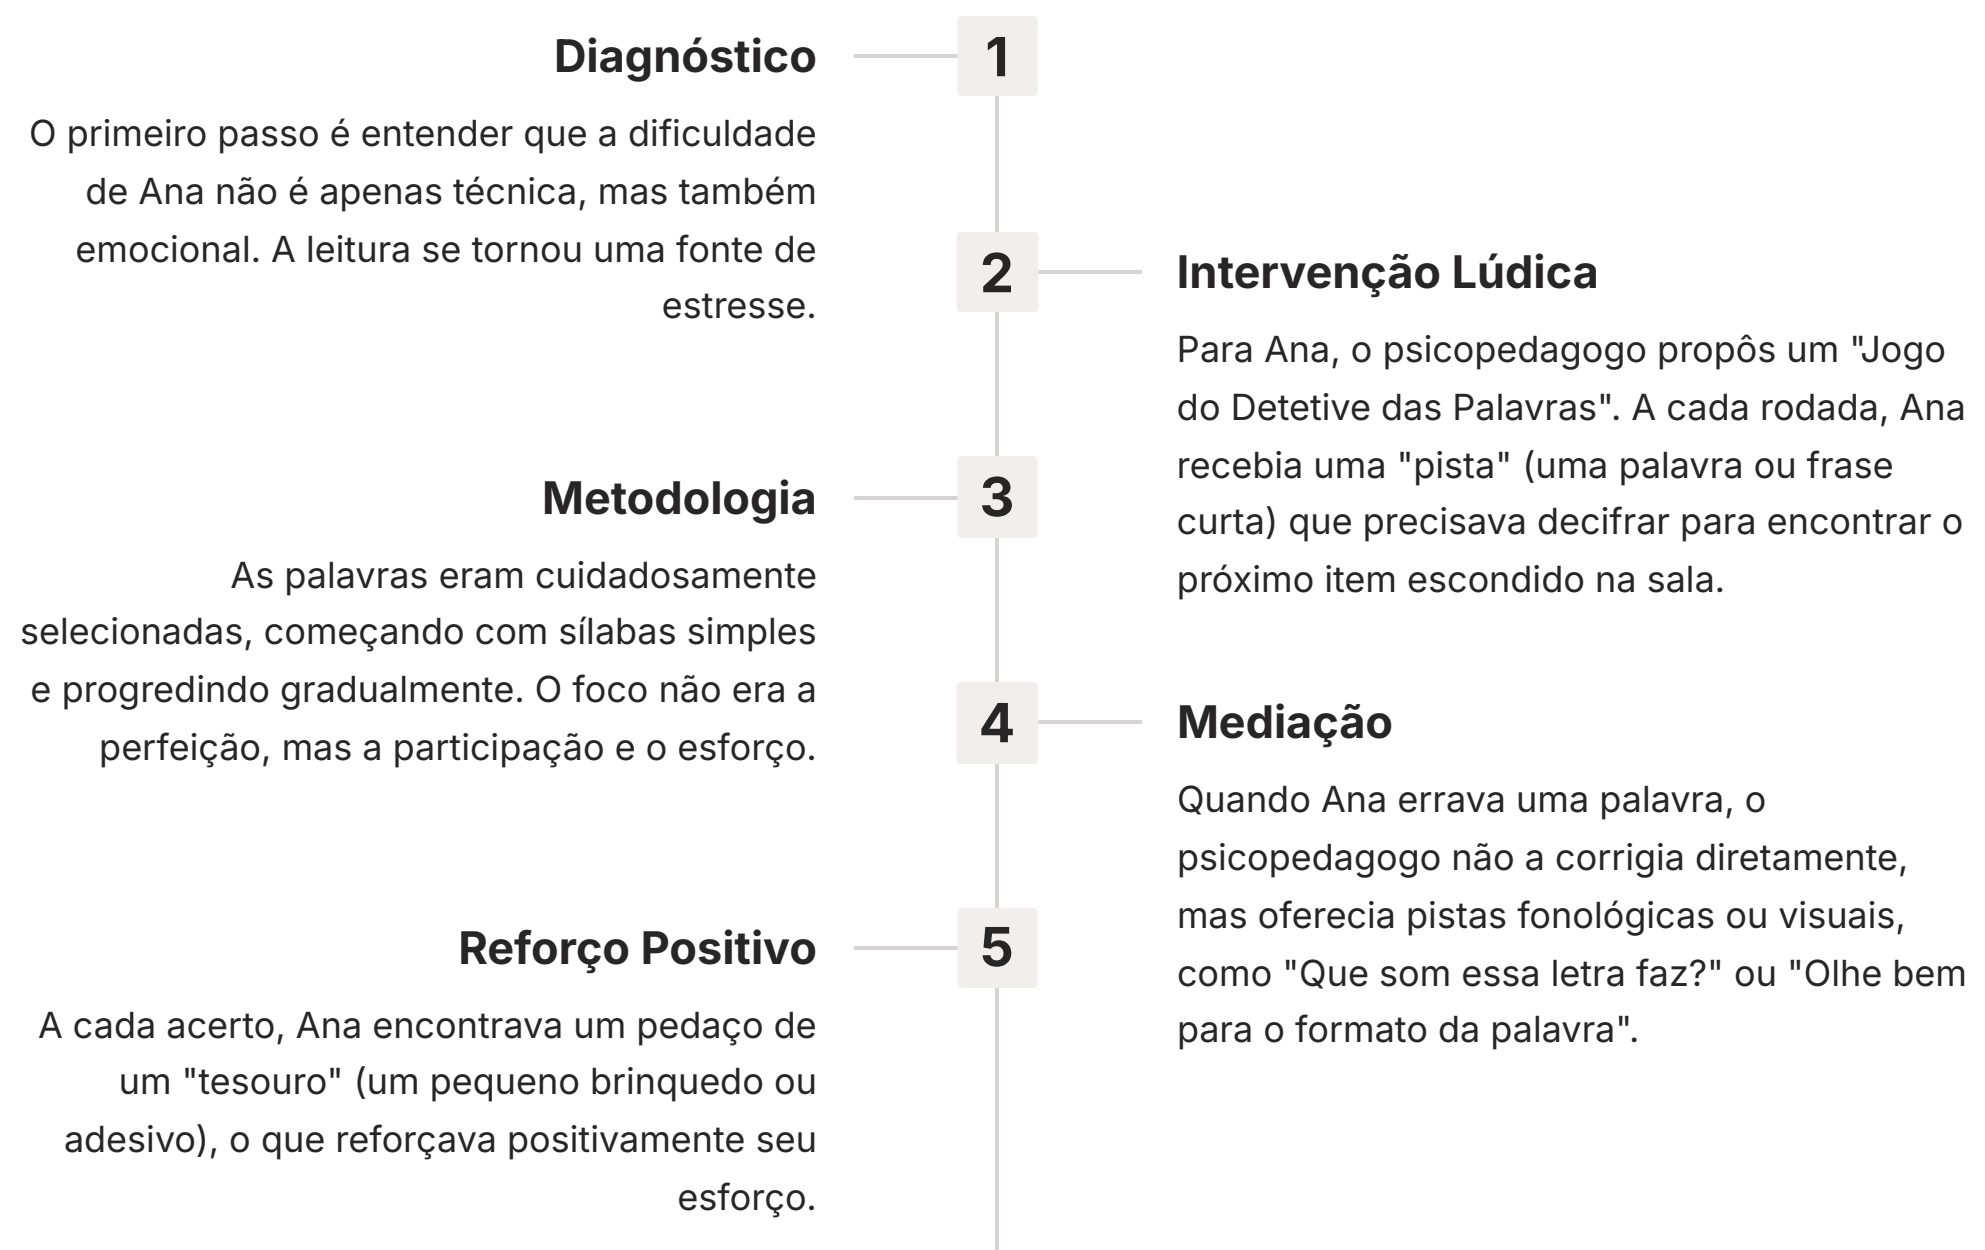 Diagnóstico
1
O primeiro passo é entender que a dificuldade
de Ana não é apenas técnica, mas também
emocional. A leitura se tornou uma fonte de
estresse.
2
Intervenção Lúdica
Para Ana, o psicopedagogo propôs um "Jogo
do Detetive das Palavras". A cada rodada, Ana
recebia uma "pista" (uma palavra ou frase
curta) que precisava decifrar para encontrar o
próximo item escondido na sala.
Metodologia
3
As palavras eram cuidadosamente
selecionadas, começando com sílabas simples
e progredindo gradualmente. O foco não era a
perfeição, mas a participação e o esforço.
4
Mediação
Quando Ana errava uma palavra, o
psicopedagogo não a corrigia diretamente,
mas oferecia pistas fonológicas ou visuais,
como "Que som essa letra faz?" ou "Olhe bem
para o formato da palavra".
Reforço Positivo
5
A cada acerto, Ana encontrava um pedaço de
um "tesouro" (um pequeno brinquedo ou
adesivo), o que reforçava positivamente seu
esforço.